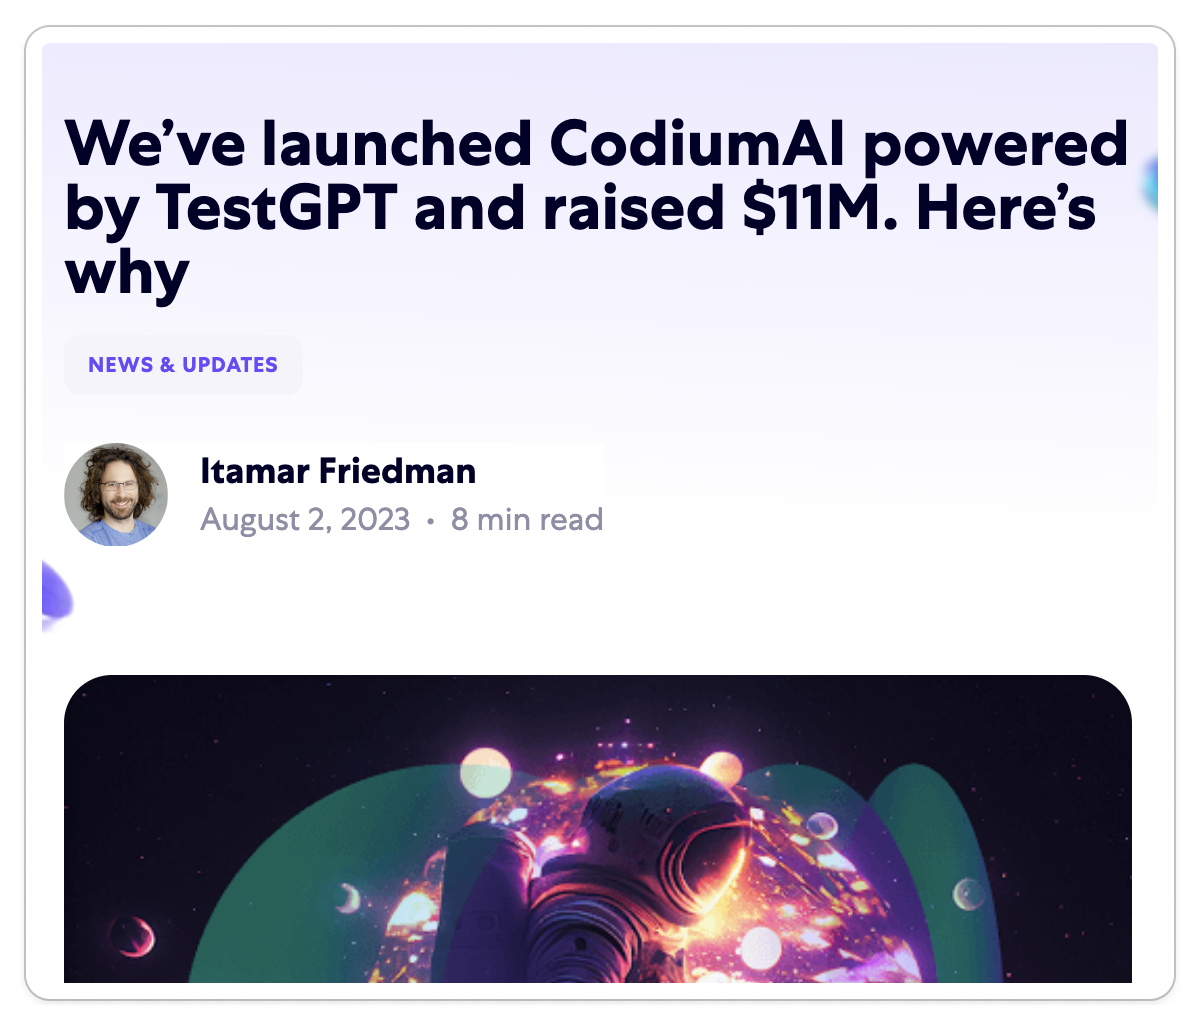 We’ve launched CodiumAI powered
by TestGPT and raised $11M. Here’s
why
NEWS & UPDATES
Itamar Friedman
August 2, 2023 • 8 min read